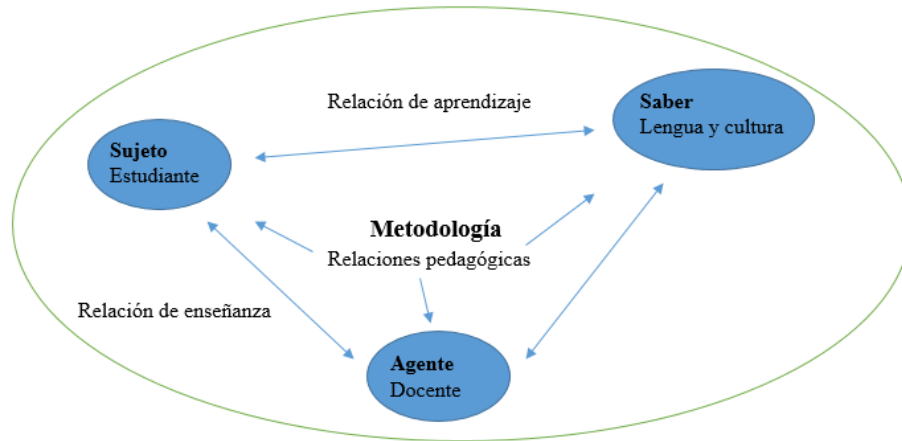 Relación de aprendizaje
Saber
Lengua y cultura
Sujeto
Estudiante
Metodología
Relaciones pedagógicas
Relación de enseñanza
Agente
Docente